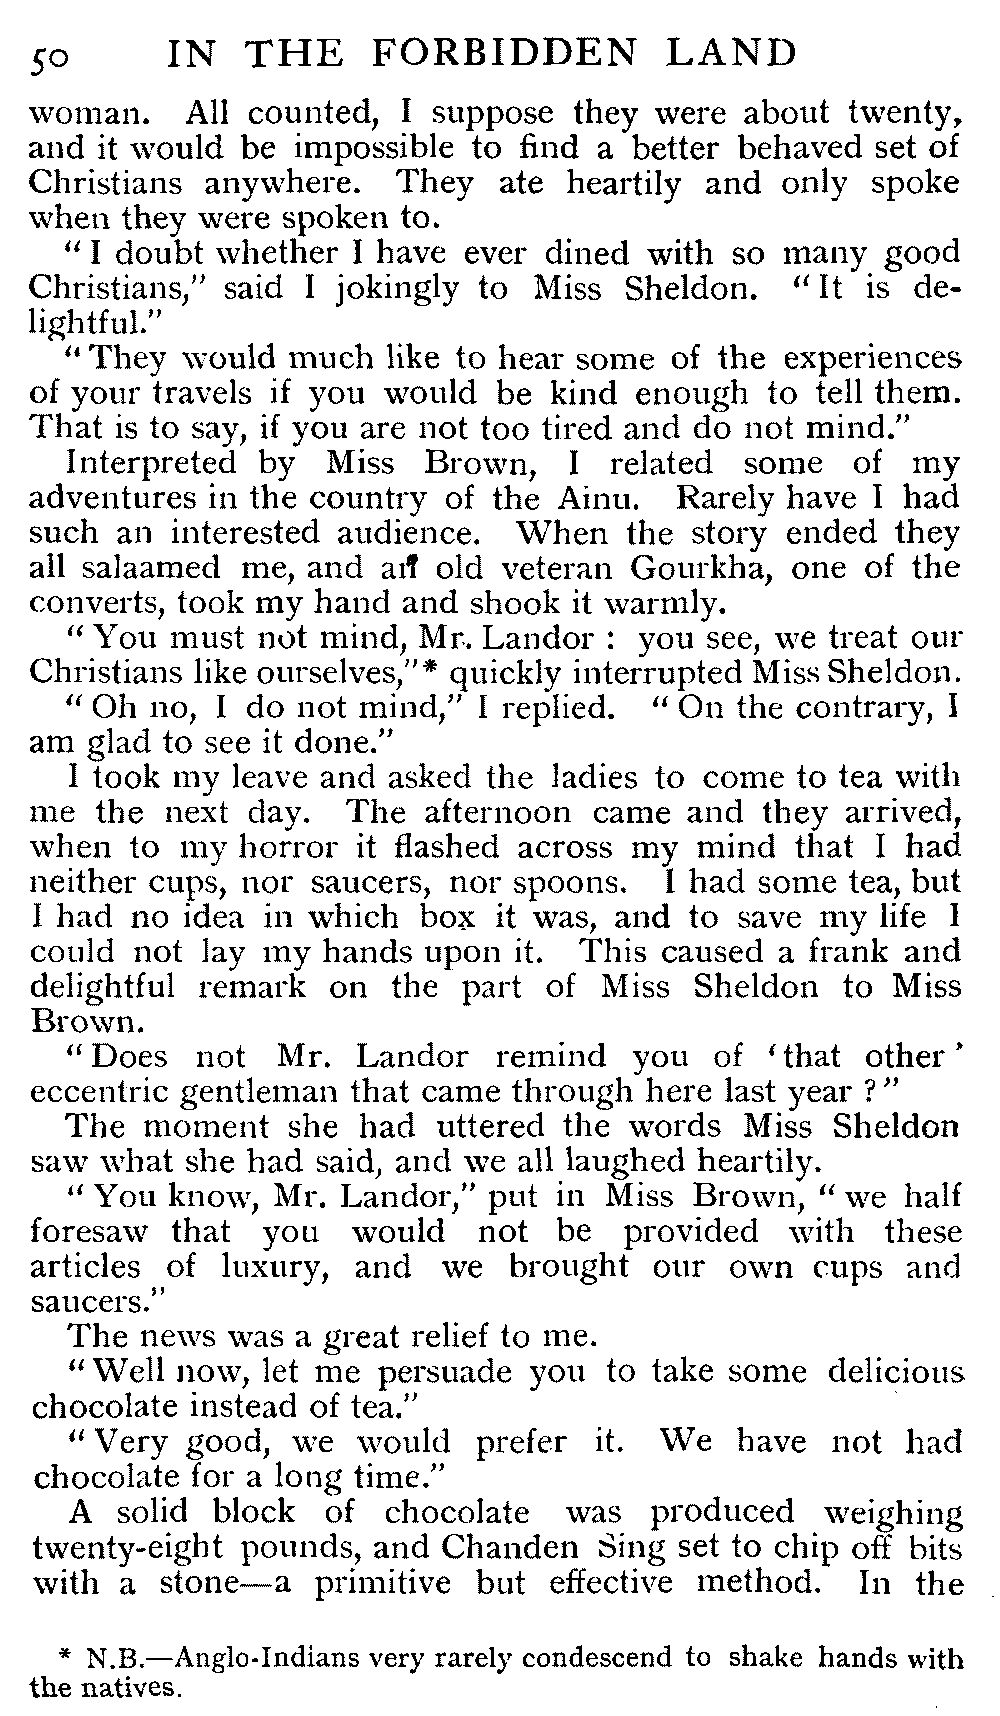 50 IN THE FORBIDDEN LAND
woman. All counted, I suppose they were about twenty,
and it would be impossible to find a better behaved set of
Christians anywhere. They ate heartily and only spoke
when they were spoken to.
“I doubt whether I have ever dined with so many good
Christians,” said I jokingly to Miss Sheldon. “It is de-
lightful.”
“They would much like to hear some of the experiences
of your travels if you would be kind enough to tell them.
That is to say, if you are not too tired and do not mind.”
Interpreted by Miss Brown, I related some of my
adventures in the country of the Ainu. Rarely have I had
such an interested audience. When the story ended they
all salaamed me, and an old veteran Gourkha, one of the
converts, took my hand and shook it warmly.
“You must not mind, Mr. Landor : you see, we treat our
Christians like ourselves,”* quickly interrupted Miss Sheldon.
“Oh no, I do not mind,” I replied. “On the contrary, I
am glad to see it done.”
I took my leave and asked the ladies to come to tea with
me the next day. The afternoon came and they arrived,
when to my horror it flashed across my mind that I had
neither cups, nor saucers, nor spoons. I had some tea, but
I had no idea in which box it was, and to save my life I
could not lay my hands upon it. This caused a frank and
delightful remark on the part of Miss Sheldon to Miss
Brown.
“Does not Mr. Landor remind you of ‘that other’
eccentric gentleman that came through here last year ?”
The moment she had uttered the words Miss Sheldon
saw what she had said, and we all laughed heartily.
“You know, Mr. Landor,” put in Miss Brown, “we half
foresaw that you would not be provided with these
articles of luxury, and we brought our own cups and
saucers.”
The news was a great relief to me.
“Well now, let me persuade you to take some delicious
chocolate instead of tea.”
“Very good, we would prefer it. We have not had
chocolate for a long time.”
A solid block of chocolate was produced weighing
twenty-eight pounds, and Chanden Sing set to chip off bits
with a stone—a primitive but effective method. In the
* N.B.—Anglo-Indians very rarely condescend to shake hands with
the natives.